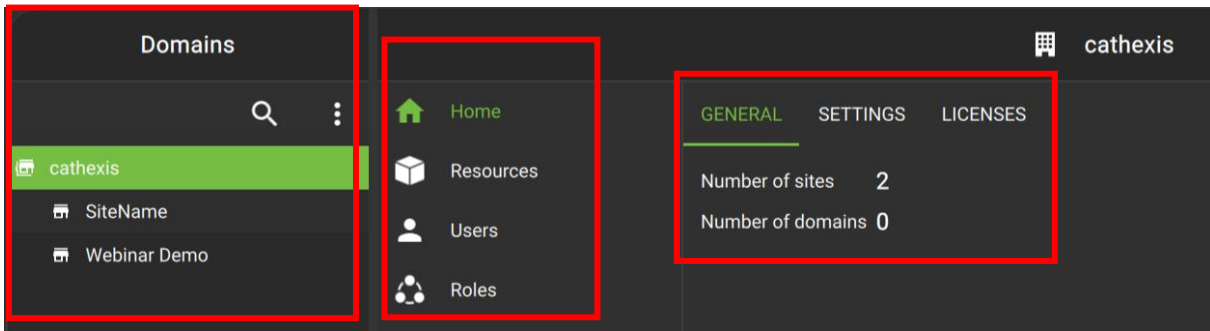 Domains
cathexis
SiteName
Webinar Demo
Home
Resources
Users
Roles
cathexis
GENERAL SETTINGS LICENSES
Number of sites 2
Number of domains 0